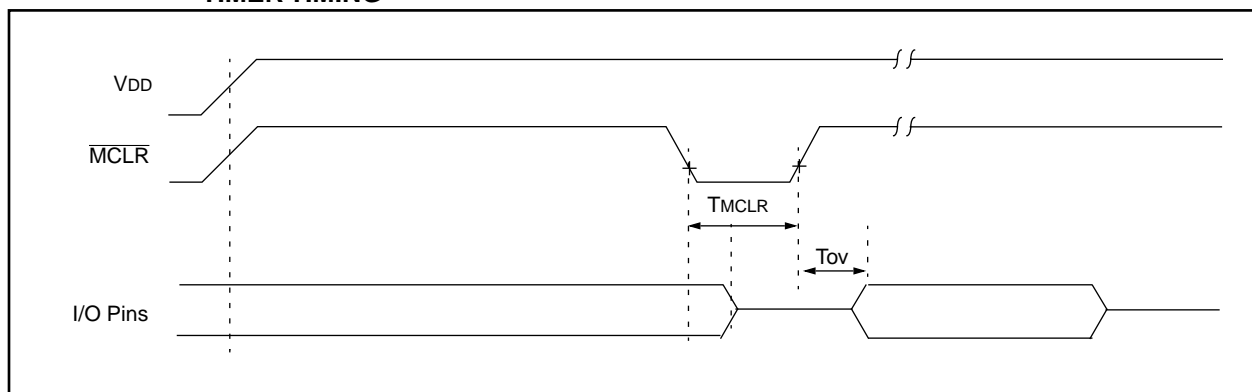 TIMER TIMING
VDD
MCLR
TMCLR
Tov
I/O Pins